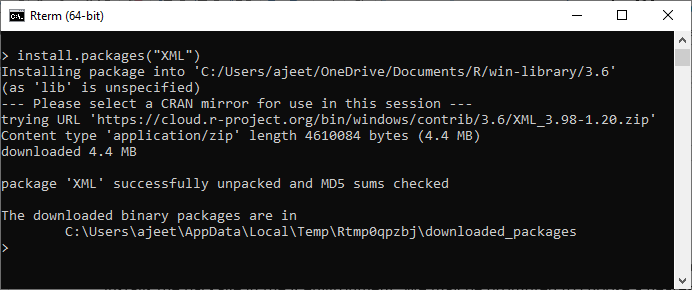 Rterm (64-bit)
> install.packages("XML")
Installing package into 'C:/Users/ajeet/OneDrive/Documents/R/win-library/3.6'
(as 'lib' is unspecified)
--- Please select a CRAN mirror for use in this session ---
trying URL 'https://cloud.r-project.org/bin/windows/contrib/3.6/XML_3.98-1.20.zip'
Content type 'application/zip' length 4610084 bytes (4.4 MB)
downloaded 4.4 MB
package 'XML' successfully unpacked and MD5 sums checked
The downloaded binary packages are in
C:\Users\ajeet\AppData\Local\Temp\Rtmp0qpzbj\downloaded_packages
>